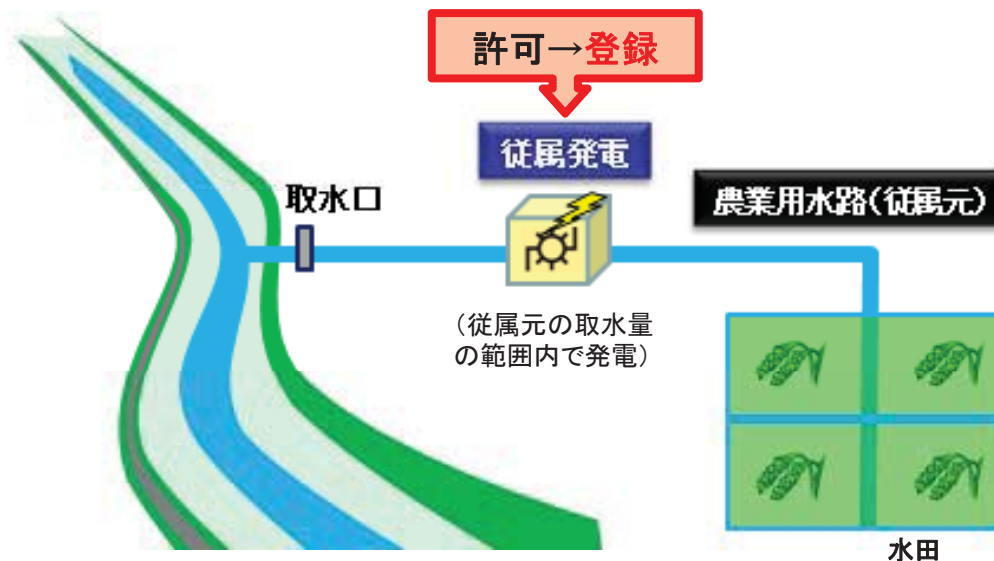 許可→登録
従属発電
取水口
農業用水路(従属元)
(従属元の取水量
の範囲内で発電)
水田